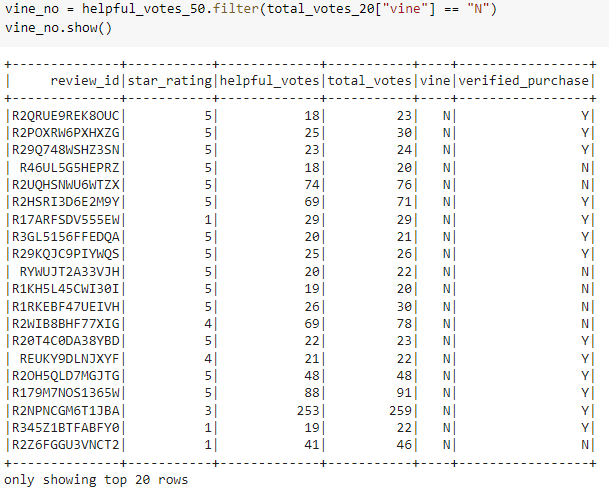 vine_no = helpful_votes_50.filter(total_votes_20["vine"] == "N")
vine_no.show()
+--------------+-----------+-------------+-----------+----+-----------------+
|     review_id|star_rating|helpful_votes|total_votes|vine|verified_purchase|
+--------------+-----------+-------------+-----------+----+-----------------+
|R2QRUE9REK8OUC|          5|           18|         23|   N|                Y|
|R2POXRW6PXHXZG|          5|           25|         30|   N|                Y|
|R29Q748WSHZ3SN|          5|           23|         24|   N|                Y|
| R46UL5G5HEPRZ|          5|           18|         20|   N|                N|
|R2UQHSNWU6WTZX|          5|           74|         76|   N|                N|
|R2HSRI3D6E2M9Y|          5|           69|         71|   N|                Y|
|R17ARFSDV555EW|          1|           29|         29|   N|                Y|
|R3GL5156FFEDQA|          5|           20|         21|   N|                Y|
|R29KQJC9PIYWQS|          5|           25|         26|   N|                Y|
| RYWUJT2A33VJH|          5|           20|         22|   N|                N|
|R1KH5L45CWI30I|          5|           19|         20|   N|                N|
|R1RKEBF47UEIVH|          5|           26|         30|   N|                N|
|R2WIB8BHF77XIG|          4|           69|         78|   N|                N|
|R20T4C0DA38YBD|          5|           22|         23|   N|                Y|
| REUKY9DLNJXYF|          4|           21|         22|   N|                Y|
|R2OH5QLD7MGJTG|          5|           48|         48|   N|                Y|
|R179M7NOS1365W|          5|           88|         91|   N|                Y|
|R2NPNCGM6T1JBA|          3|          253|        259|   N|                Y|
|R345Z1BTFABFY0|          1|           19|         22|   N|                Y|
|R2Z6FGGU3VNCT2|          1|           41|         46|   N|                N|
+--------------+-----------+-------------+-----------+----+-----------------+
only showing top 20 rows